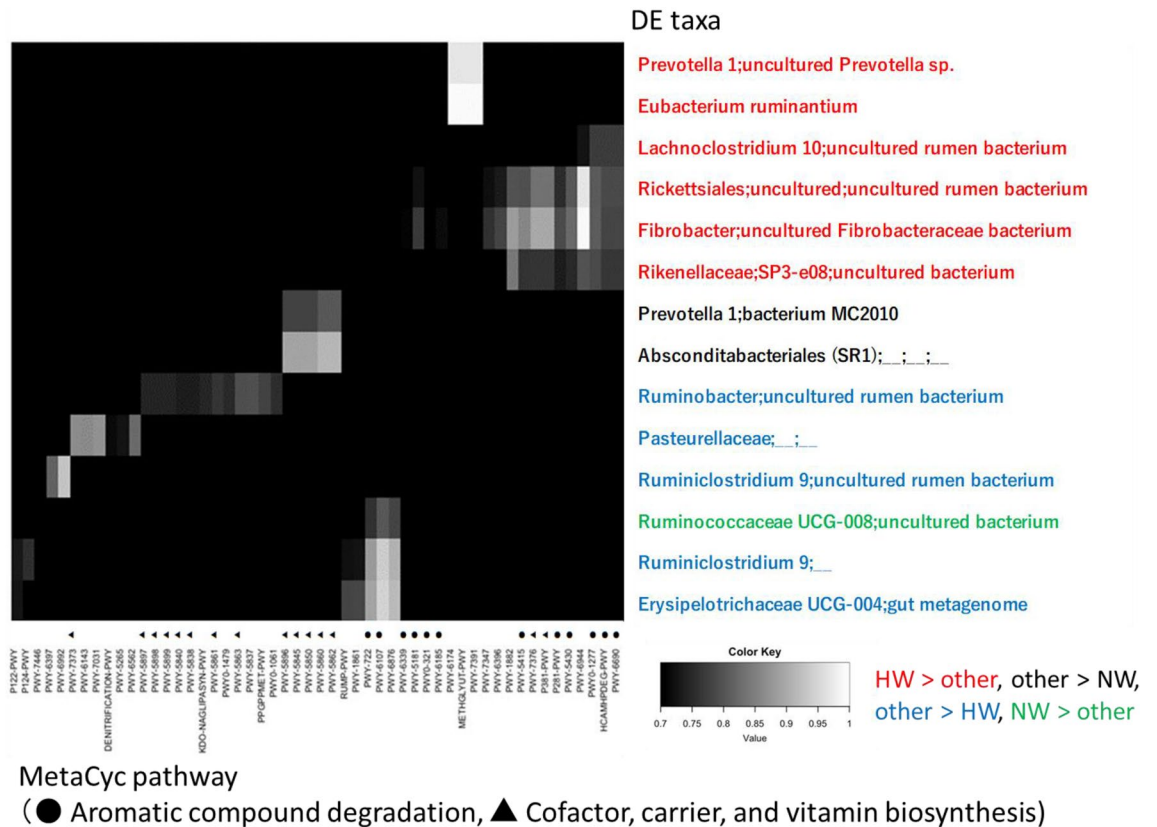 DE taxa
Prevotella 1;uncultured Prevotella sp.
Eubacterium ruminantium
Lachnoclostridium 10;uncultured rumen bacterium
Rickettsiales;uncultured;uncultured rumen bacterium
Fibrobacter;uncultured Fibrobacteraceae bacterium
Rikenellaceae;SP3-e08;uncultured bacterium
Prevotella 1;bacterium MC2010
Absconditabacteriales (SR1);__;__;__
Ruminobacter;uncultured rumen bacterium
Pasteurellaceae;__;__
Ruminiclostridium 9;uncultured rumen bacterium
Ruminococcaceae UCG-008;uncultured bacterium
Ruminiclostridium 9;__
Erysipelotrichaceae UCG-004;gut metagenome
P122-PWY
P124-PWY
PWY-7446
PWY-6397
PWY-6992
PWY-7373
PWY-6143
PWY-7031
DENITRIFICATION-PWY
PWY-5265
PWY-6562
PWY-5897
PWY-5898
PWY-5899
PWY-5840
PWY-5838
KDO-NAGLIPASYN-PWY
PWY-5861
PWY0-1479
PWY-5863
PWY-5837
PPGPPMET-PWY
PWY0-1061
PWY-5896
PWY-5845
PWY-5850
PWY-5860
PWY-5862
RUMP-PWY
PWY-1861
PWY-722
PWY-6107
PWY-6876
PWY-6339
PWY-5181
PWY0-321
PWY-6185
PWY-6174
METHGLYUT-PWY
PWY-7391
PWY-7347
PWY-6396
PWY-1882
PWY-5415
PWY-7376
P381-PWY
P281-PWY
PWY-5430
PWY-6944
PWY0-1277
HCAMHPDEG-PWY
PWY-6690
Color Key
0.7 0.75 0.8 0.85 0.9 0.95 1
Value
HW > other, other > NW,
other > HW, NW > other
MetaCyc pathway
(● Aromatic compound degradation, ▲ Cofactor, carrier, and vitamin biosynthesis)